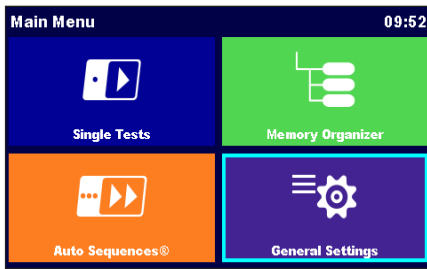 Main Menu 09:52
Single Tests
Memory Organizer
Auto Sequences®
General Settings